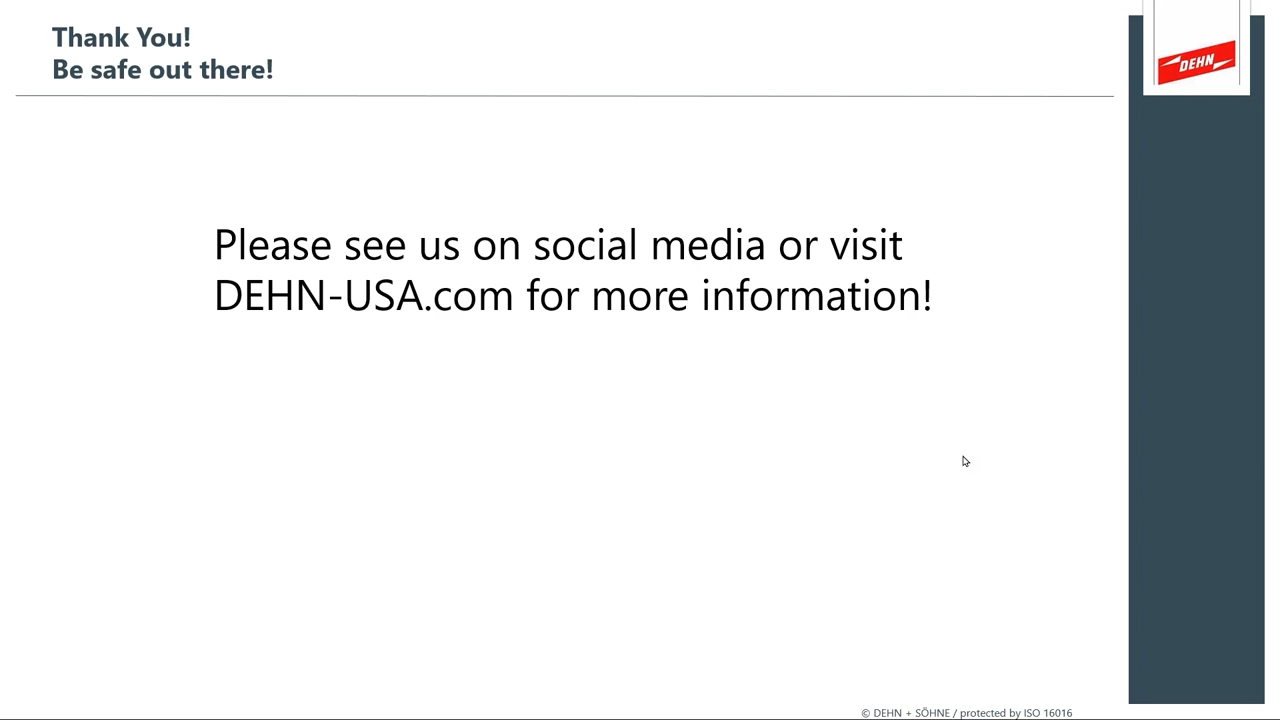 Thank You!
Be safe out there!
DEHN
Please see us on social media or visit
DEHN-USA.com for more information!
© DEHN + SÖHNE / protected by ISO 16016